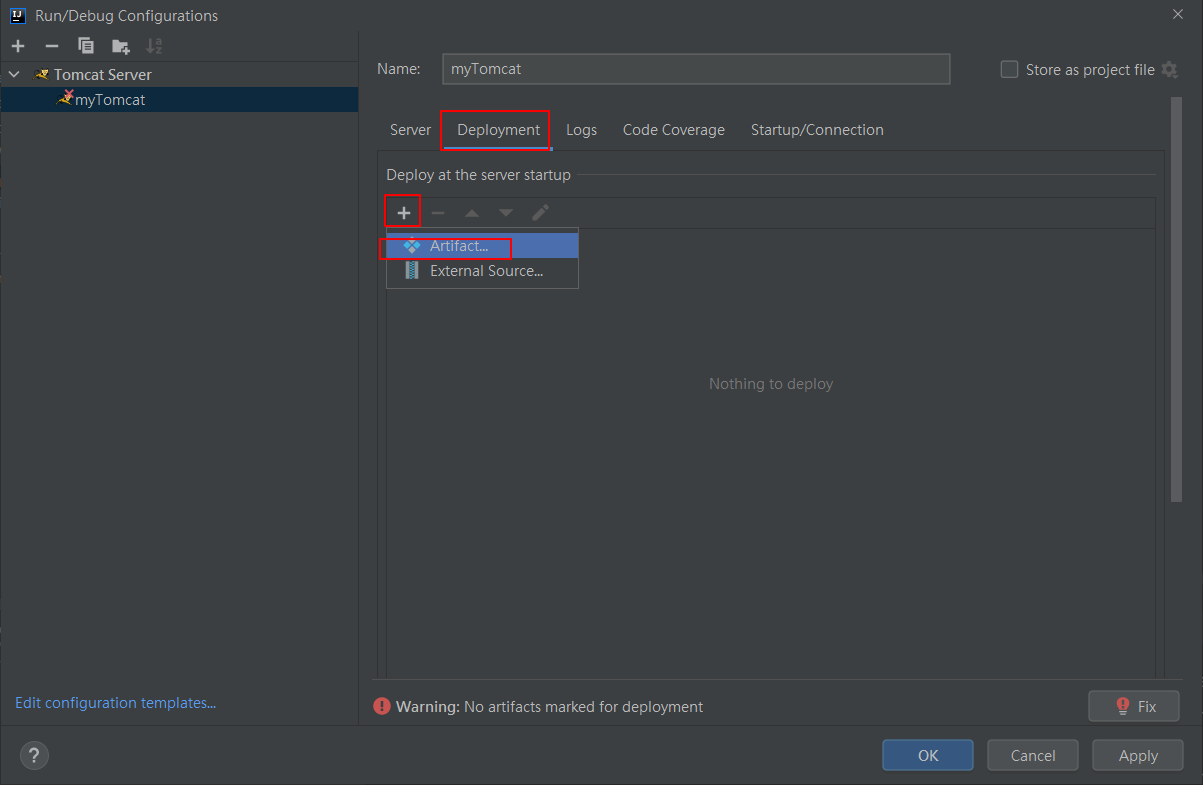 Run/Debug Configurations
Tomcat Server
myTomcat
Name:
myTomcat
Store as project file
Server
Deployment
Logs
Code Coverage
Startup/Connection
Deploy at the server startup
Artifact...
External Source...
Nothing to deploy
Edit configuration templates...
Warning: No artifacts marked for deployment
Fix
?
OK
Cancel
Apply